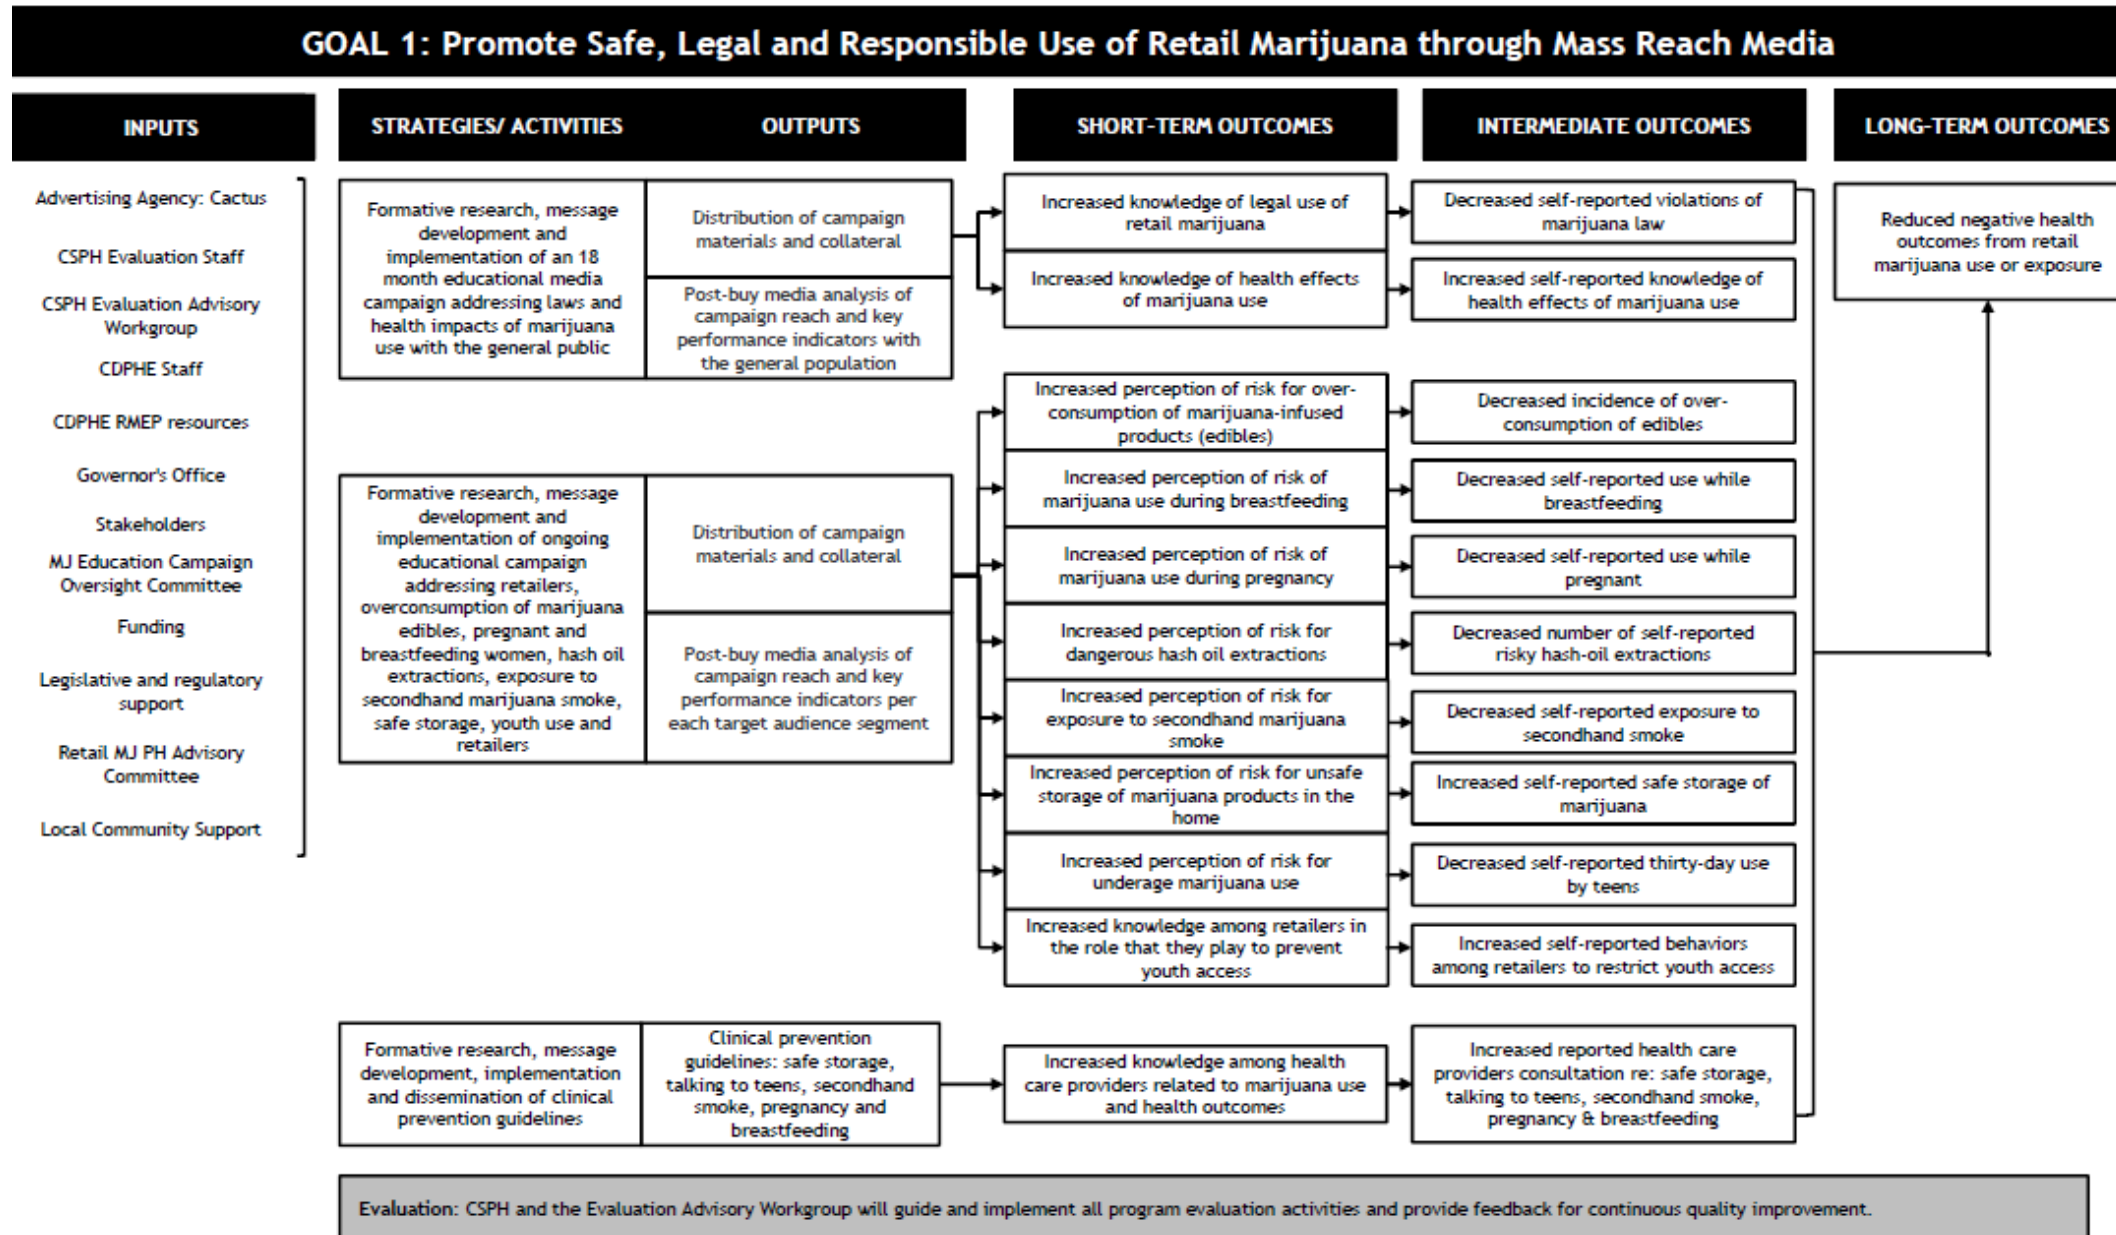 GOAL 1: Promote Safe, Legal and Responsible Use of Retail Marijuana through Mass Reach Media
INPUTS
STRATEGIES/ ACTIVITIES
OUTPUTS
SHORT-TERM OUTCOMES
INTERMEDIATE OUTCOMES
LONG-TERM OUTCOMES
Advertising Agency: Cactus
CSPH Evaluation Staff
CSPH Evaluation Advisory
Workgroup
CDPHE Staff
CDPHE RMEP resources
Governor's Office
Stakeholders
MJ Education Campaign
Oversight Committee
Funding
Legislative and regulatory
support
Retail MJ PH Advisory
Committee
Local Community Support
Formative research, message
development and
implementation of an 18
month educational media
campaign addressing laws and
health impacts of marijuana
use with the general public
Distribution of campaign
materials and collateral
Post-buy media analysis of
campaign reach and key
performance indicators with
the general population
Increased knowledge of legal use of
retail marijuana
Increased knowledge of health effects
of marijuana use
Decreased self-reported violations of
marijuana law
Increased self-reported knowledge of
health effects of marijuana use
Reduced negative health
outcomes from retail
marijuana use or exposure
Formative research, message
development and
implementation of ongoing
educational campaign
addressing retailers,
overconsumption of marijuana
edibles, pregnant and
breastfeeding women, hash oil
extractions, exposure to
secondhand marijuana smoke,
safe storage, youth use and
retailers
Distribution of campaign
materials and collateral
Post-buy media analysis of
campaign reach and key
performance indicators per
each target audience segment
Increased perception of risk for over-
consumption of marijuana-infused
products (edibles)
Increased perception of risk of
marijuana use during breastfeeding
Increased perception of risk of
marijuana use during pregnancy
Increased perception of risk for
dangerous hash oil extractions
Increased perception of risk for
exposure to secondhand marijuana
smoke
Increased perception of risk for unsafe
storage of marijuana products in the
home
Increased perception of risk for
underage marijuana use
Increased knowledge among retailers in
the role that they play to prevent
youth access
Decreased incidence of over-
consumption of edibles
Decreased self-reported use while
breastfeeding
Decreased self-reported use while
pregnant
Decreased number of self-reported
risky hash-oil extractions
Decreased self-reported exposure to
secondhand smoke
Increased self-reported safe storage of
marijuana
Decreased self-reported thirty-day use
by teens
Increased self-reported behaviors
among retailers to restrict youth access
Formative research, message
development, implementation
and dissemination of clinical
prevention guidelines
Clinical prevention
guidelines: safe storage,
talking to teens, secondhand
smoke, pregnancy and
breastfeeding
Increased knowledge among health
care providers related to marijuana use
and health outcomes
Increased reported health care
providers consultation re: safe storage,
talking to teens, secondhand smoke,
pregnancy & breastfeeding
Evaluation: CSPH and the Evaluation Advisory Workgroup will guide and implement all program evaluation activities and provide feedback for continuous quality improvement.